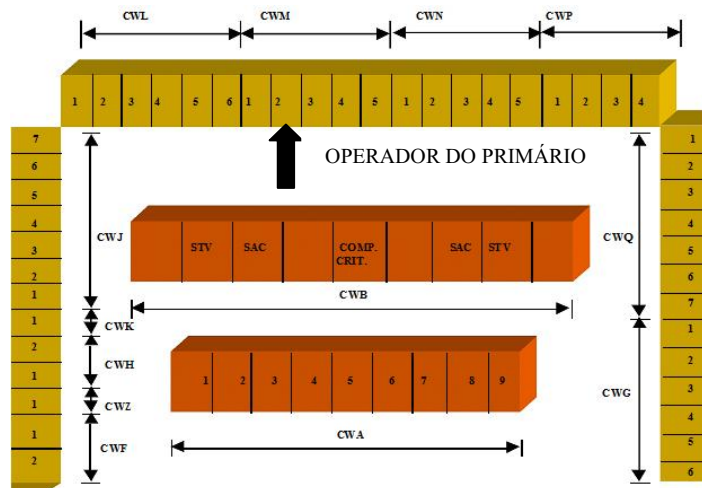 CWL CWM CWN CWP
1 2 3 4 5 6 1 2 3 4 5 1 2 3 4 5 1 2 3 4
OPERADOR DO PRIMÁRIO
7
6
5
4
3
2
1
1
2
1
1
1
2
CWJ
CWK
CWH
CWZ
CWF
STV SAC COMP. SAC STV
CRIT.
CWB
1 2 3 4 5 6 7 8 9
CWA
CWQ
CWG
1
2
3
4
5
6
7
1
2
3
4
5
6